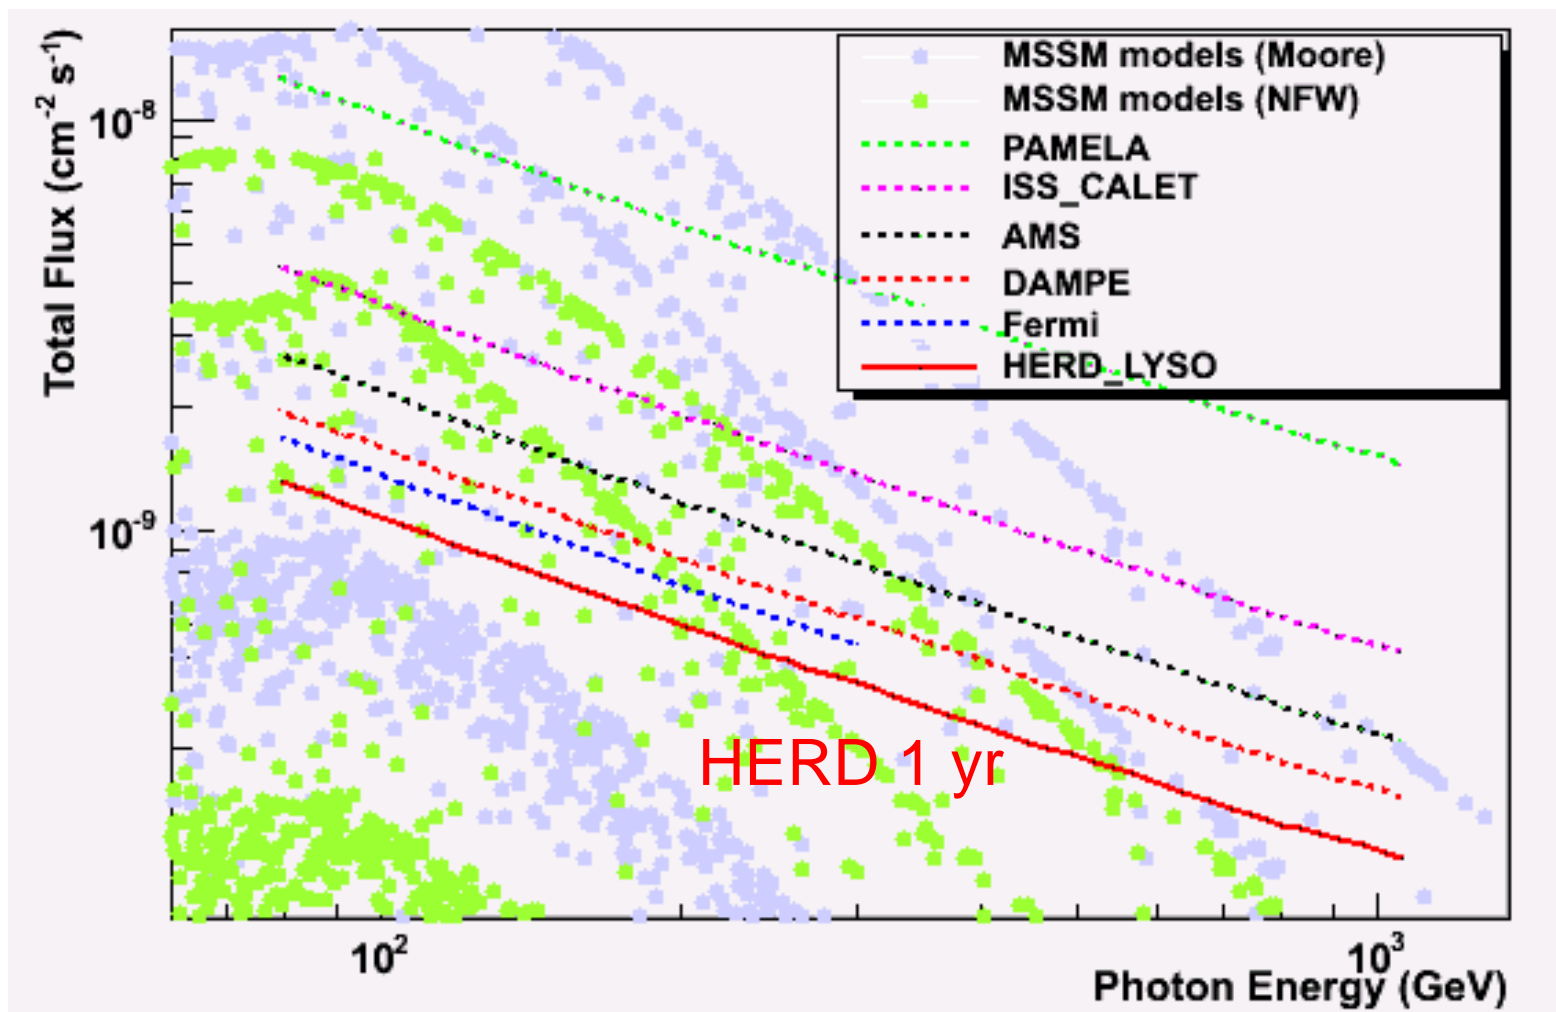 Total Flux (cm-2 s-1)
10-8
10-9
MSSM models (Moore)
MSSM models (NFW)
PAMELA
ISS_CALET
AMS
DAMPE
Fermi
HERD_LYSO
HERD 1 yr
102
103
Photon Energy (GeV)